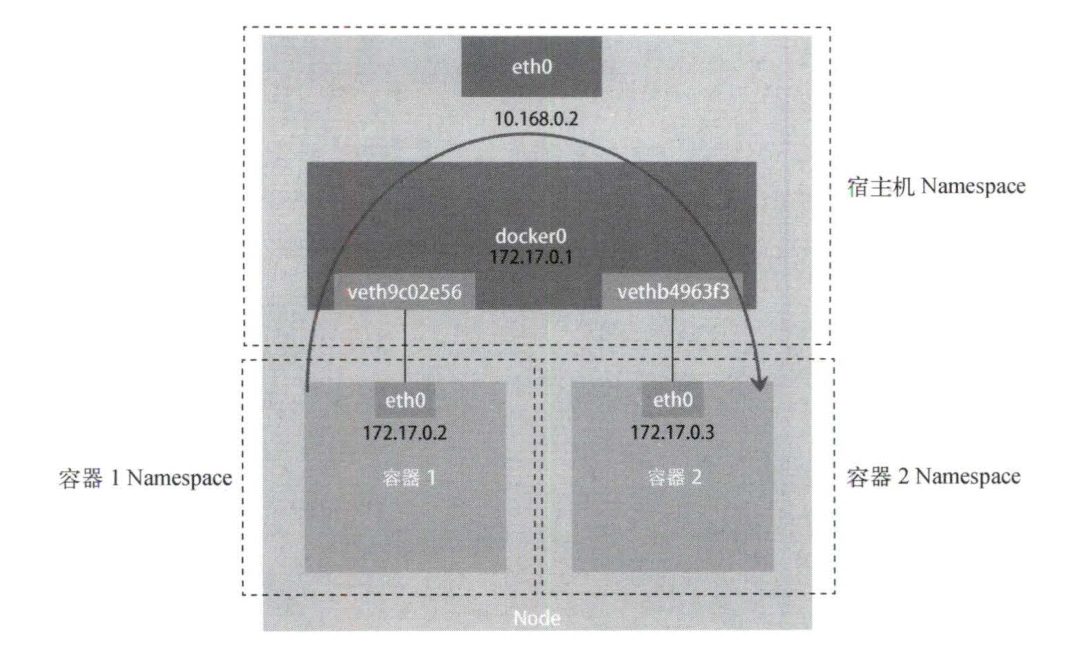 eth0
10.168.0.2
宿主机 Namespace
docker0
172.17.0.1
veth9c02e56
vethb4963f3
eth0
eth0
172.17.0.2
172.17.0.3
容器 1 Namespace
容器 1
容器 2
容器 2 Namespace
Node